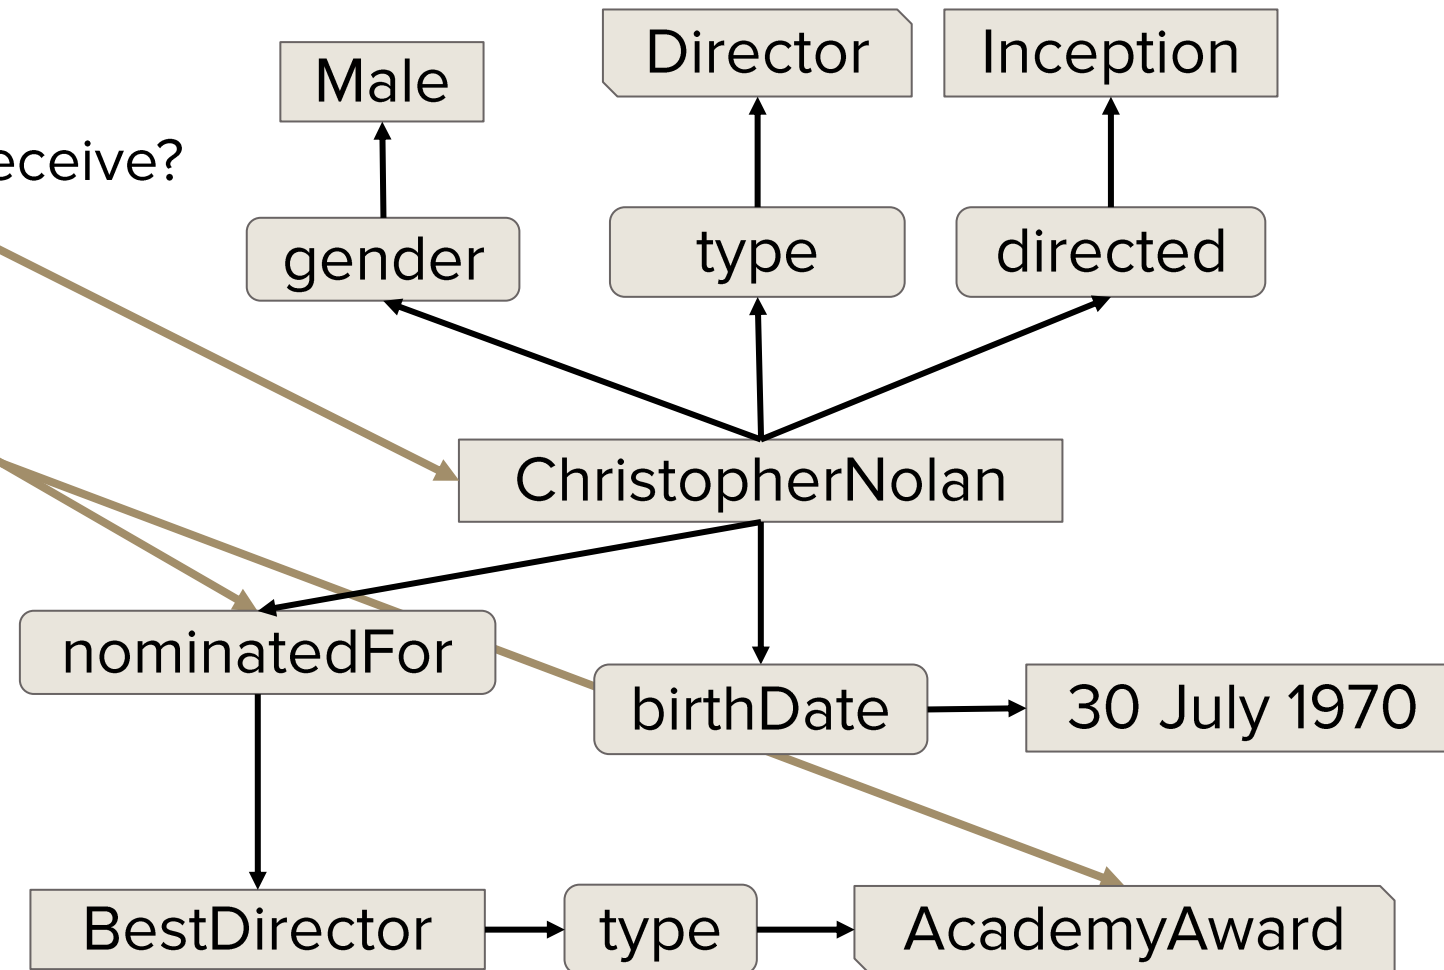 Director
Inception
Male
eceive?
gender
type
directed
ChristopherNolan
nominatedFor
birthDate
30 July 1970
BestDirector
type
AcademyAward